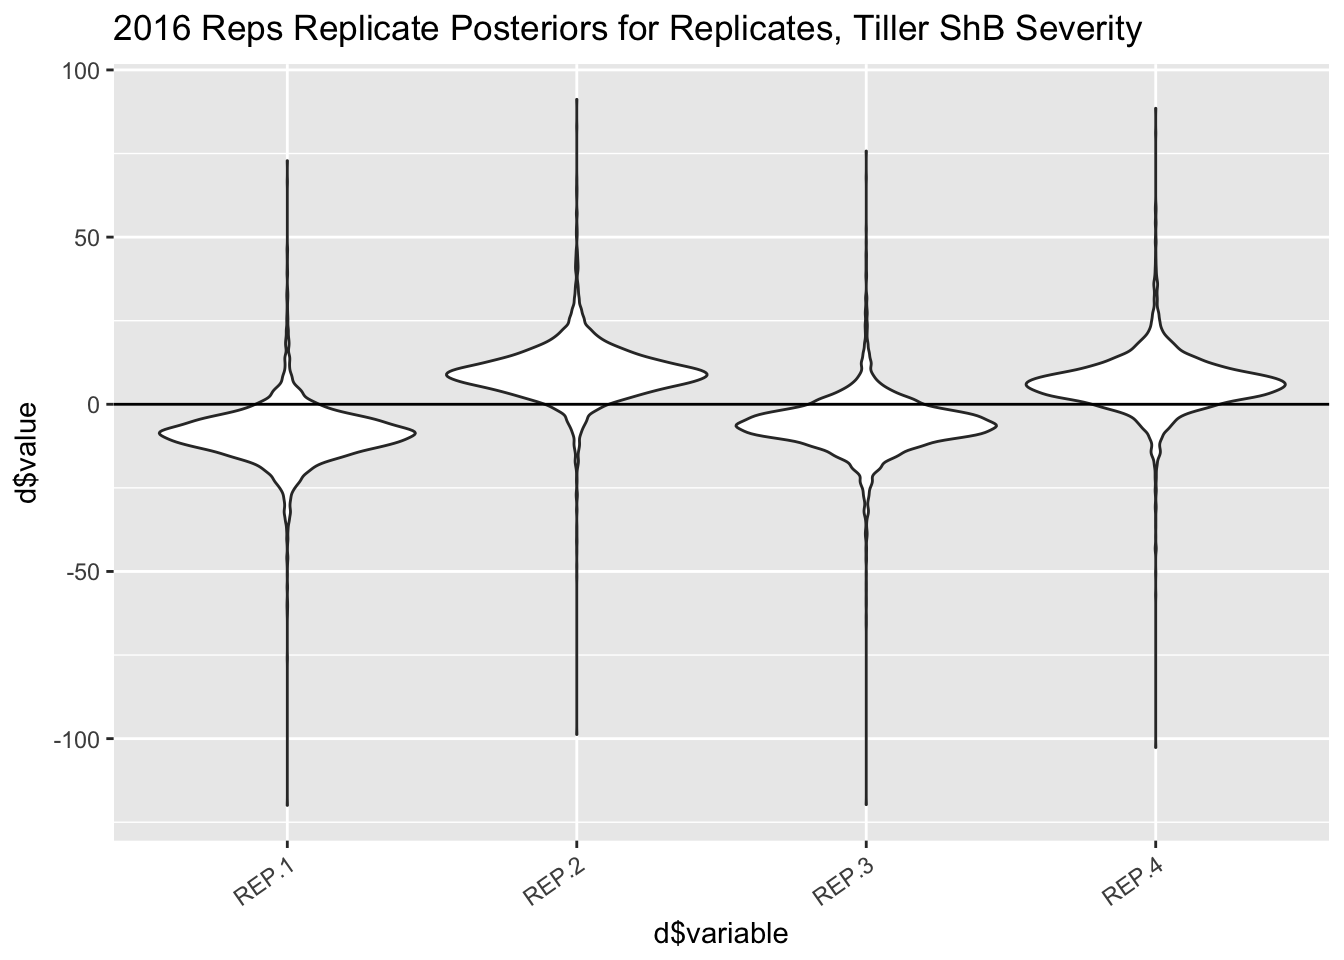 2016 Reps Replicate Posteriors for Replicates, Tiller ShB Severity
100
50
0
-50
-100
d$value
REP.1
REP.2
REP.3
REP.4
d$variable